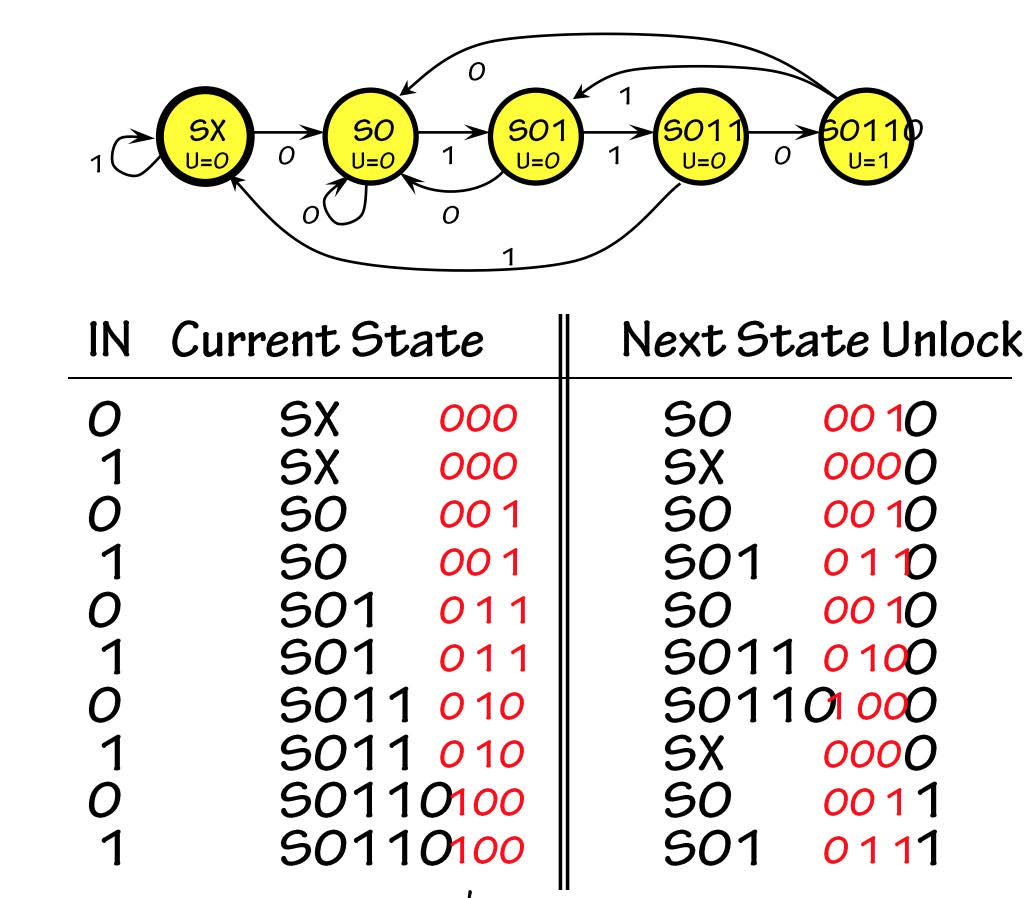 0
1
SX
S0
S01
S011
S0110
1
0
1
1
0
U=0
U=0
U=0
U=0
U=1
0
0
1
IN Current State Next State Unlock
0 SX 000 S0 001 0
1 SX 000 SX 000 0
0 S0 001 S0 001 0
1 S0 001 S01 011 0
0 S01 011 S0 001 0
1 S01 011 S011 010 0
0 S011 010 S0110 100 0
1 S011 010 SX 000 0
0 S0110 100 S0 001 1
1 S0110 100 S01 011 1